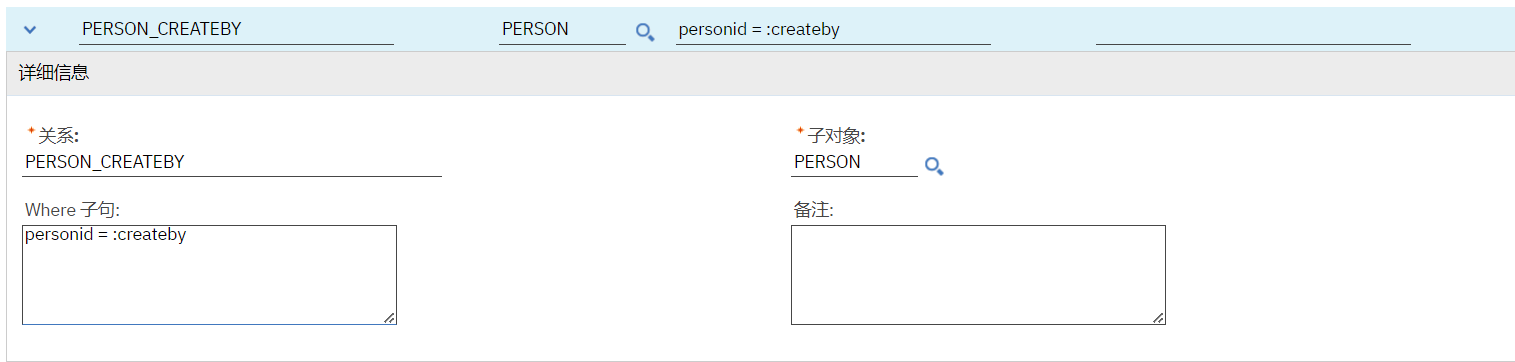 PERSON_CREATEBY PERSON personid = :createby
详细信息
*关系: *子对象:
PERSON_CREATEBY PERSON
Where 子句: 备注:
personid = :createby